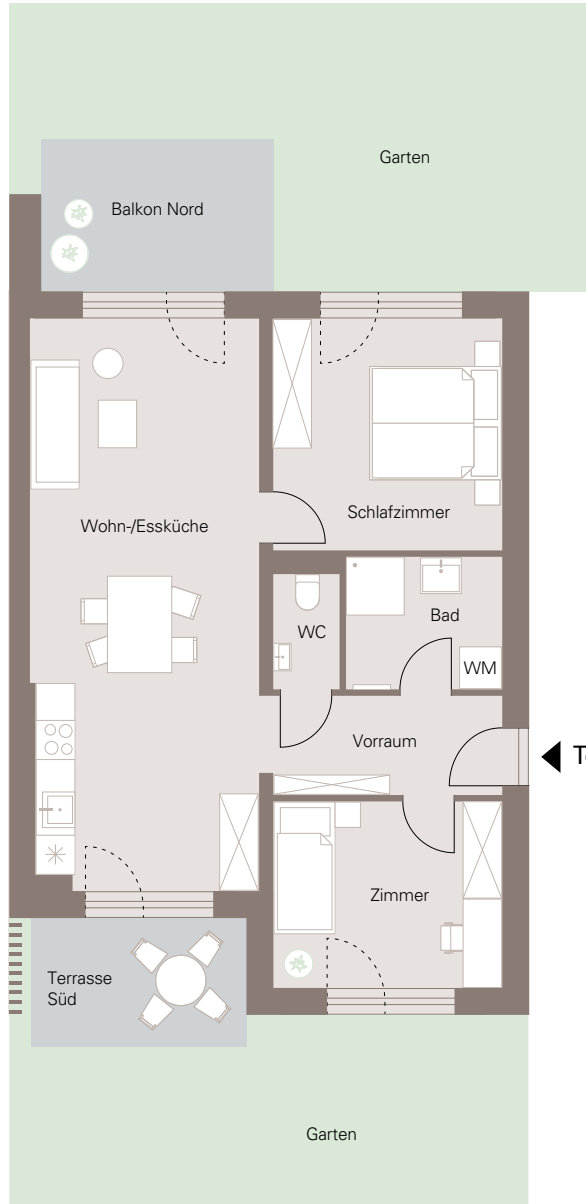 Garten
Balkon Nord
Schlafzimmer
Wohn-/Essküche
Bad
WC
WM
Vorraum
Zimmer
Terrasse
Süd
Garten